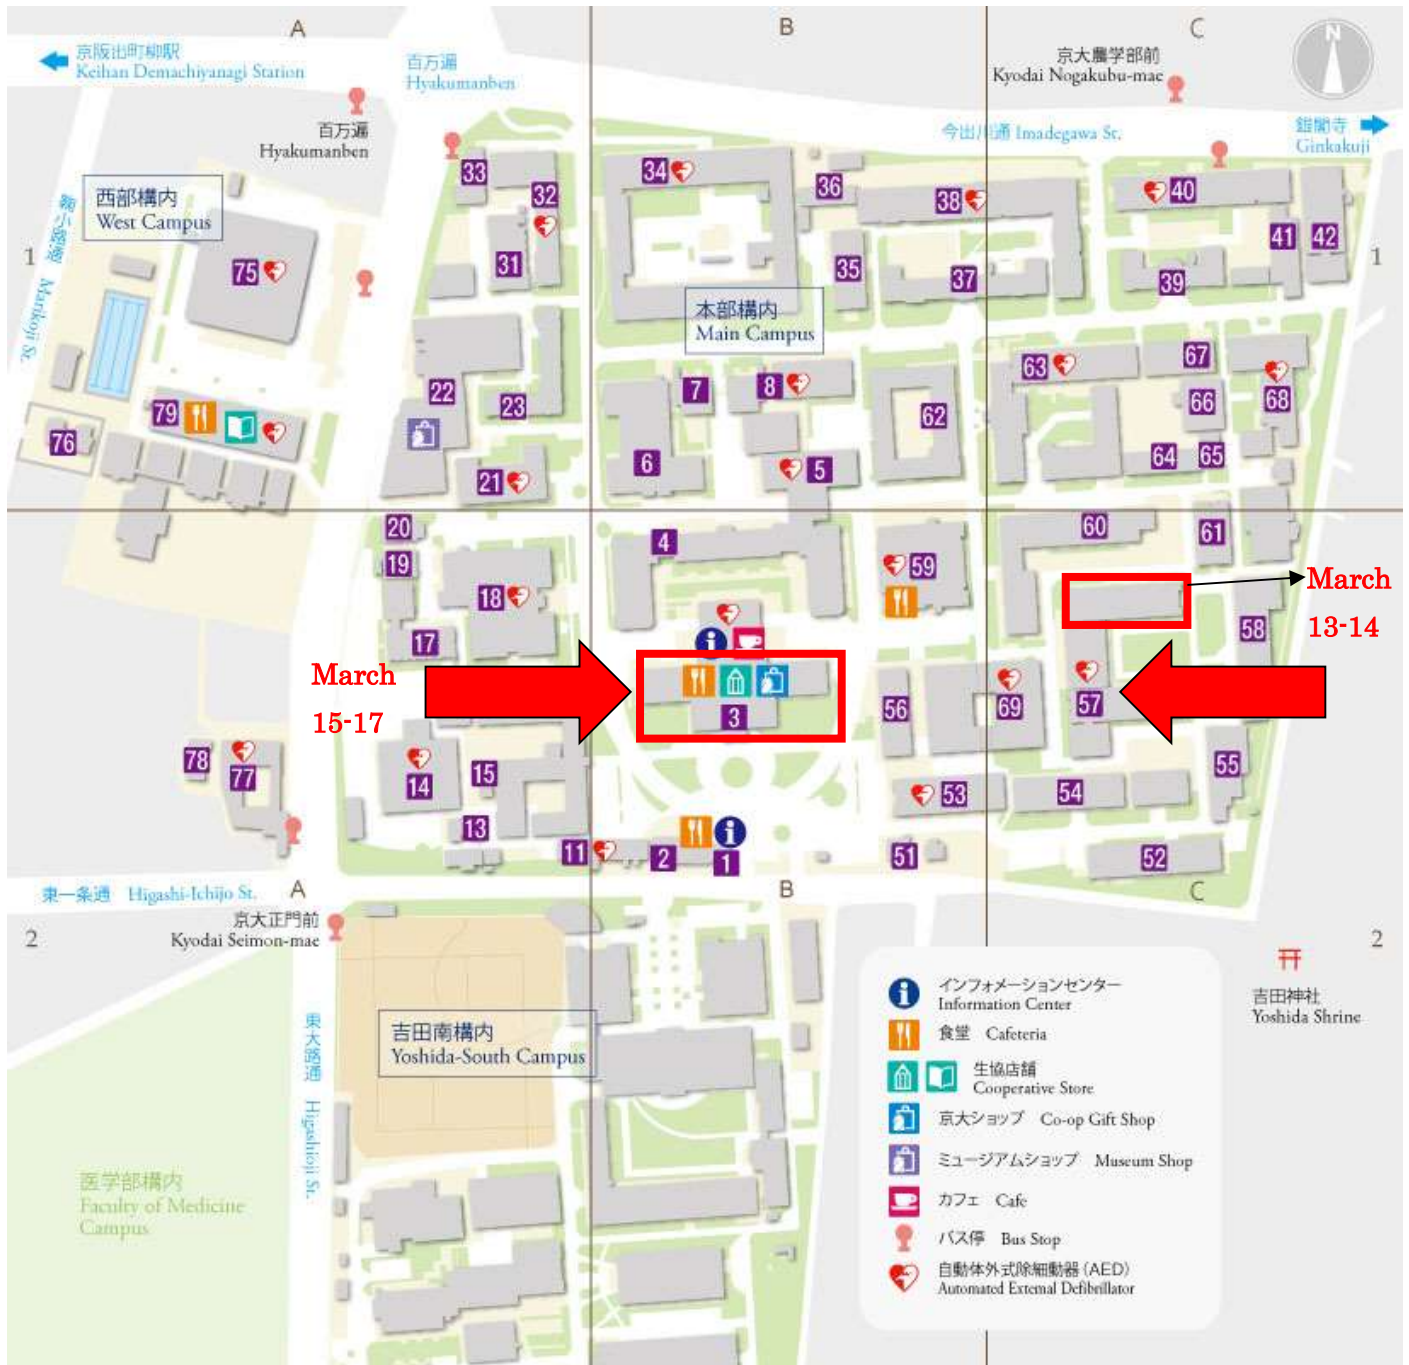 A
B
C
N
京阪出町柳駅
Keihan Demachiyanagi Station
百万遍
Hyakumanben
百万遍
Hyakumanben
京大農学部前
Kyodai Nogakubu-mae
今出川通 Imadegawa St.
銀閣寺
Ginkakuji
西部構内
West Campus
Marikoji St.
1
1
33
32
31
34
36
38
40
41
42
35
37
39
75
本部構内
Main Campus
79
76
22
23
21
7
8
6
5
62
63
67
66
68
64
65
20
19
18
17
4
59
60
61
58
March
13-14
March
15-17
3
56
69
57
78
77
14
15
13
11
2
1
53
54
55
51
52
東一条通 Higashi-Ichijo St.
A
B
C
2
2
京大正門前
Kyodai Seimon-mae
東大路通 Higashioji St.
吉田南構内
Yoshida-South Campus
医学部構内
Faculty of Medicine
Campus
吉田神社
Yoshida Shrine
インフォメーションセンター
Information Center
食堂 Cafeteria
生協店舗
Cooperative Store
京大ショップ Co-op Gift Shop
ミュージアムショップ Museum Shop
カフェ Cafe
バス停 Bus Stop
自動体外式除細動器（AED）
Automated External Defibrillator